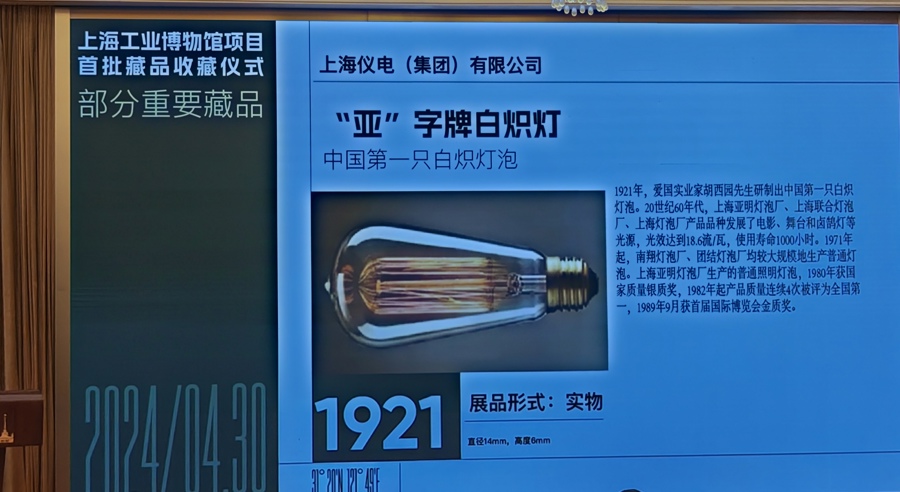 上海工业博物馆项目
首批藏品收藏仪式
部分重要藏品
2024/04.30
上海仪电（集团）有限公司
“亚”字牌白炽灯
中国第一只白炽灯泡
1921年，爱国实业家胡西园先生研制出中国第一只白炽
灯泡。20世纪60年代，上海亚明灯泡厂、上海联合灯泡
厂、上海灯泡厂产品品种发展了电影、舞台和卤鹄灯等
光源，光效达到18.6流/瓦，使用寿命1000小时。1971年
起，南翔灯泡厂、团结灯泡厂均较大规模地生产普通灯
泡。上海亚明灯泡厂生产的普通照明灯泡，1980年获国
家质量银质奖，1982年起产品质量连续4次被评为全国第
一，1989年9月获首届国际博览会金质奖。
1921
展品形式：实物
直径14mm，高度6mm
31° 20'N 121° 49'E